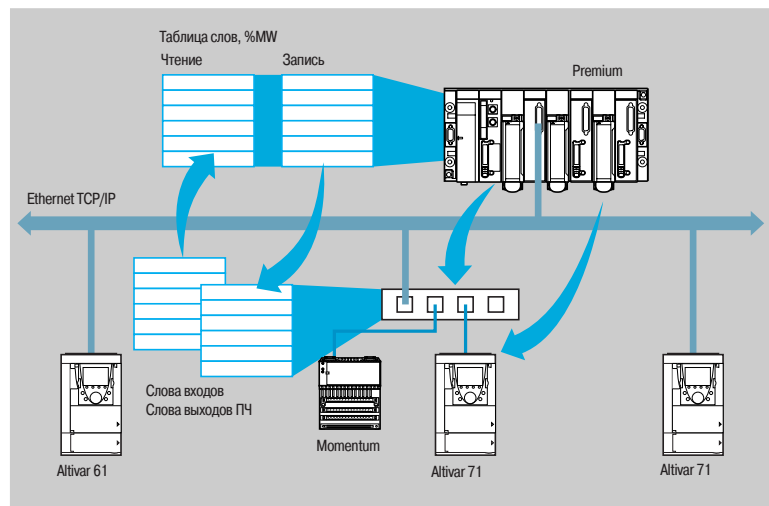 Таблица слов, %MW
Чтение
Запись
Premium
Ethernet TCP/IP
Слова входов
Слова выходов ПЧ
Momentum
Altivar 61
Altivar 71
Altivar 71